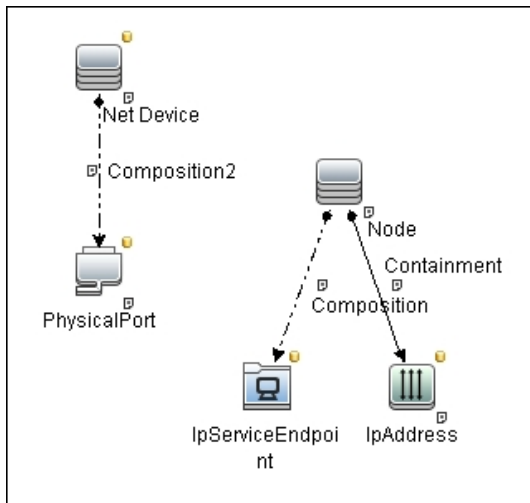 Net Device
Composition2
PhysicalPort
Node
Containment
Composition
IpServiceEndpoi
nt
IpAddress